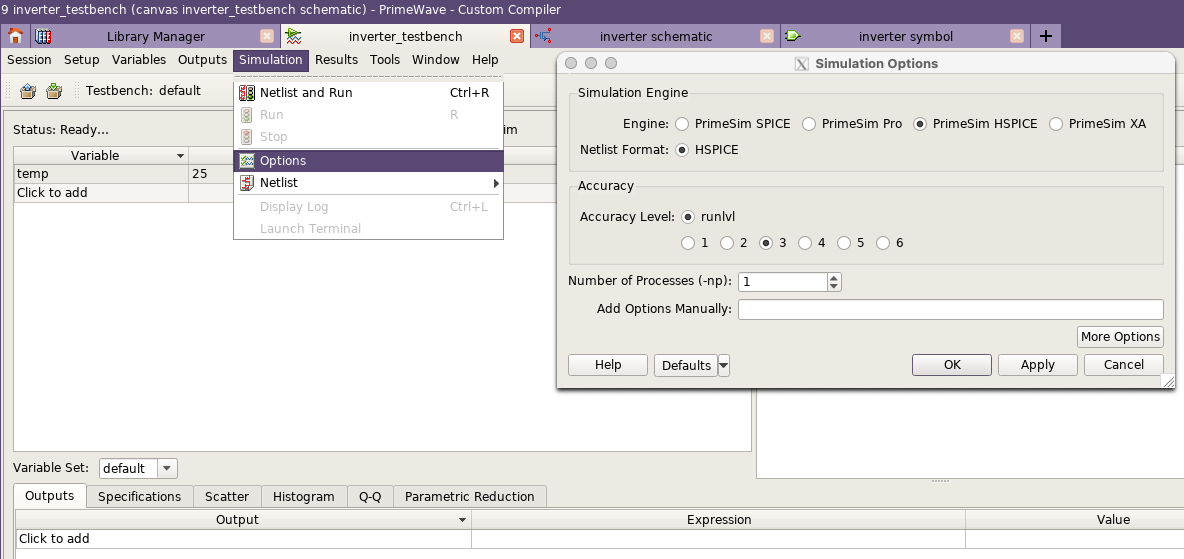 9 inverter_testbench (canvas inverter_testbench schematic) - PrimeWave - Custom Compiler
Library Manager inverter_testbench inverter schematic inverter symbol
Session Setup Variables Outputs Simulation Results Tools Window Help
Testbench: default
Status: Ready...
im
Variable
temp 25
Click to add
Netlist and Run Ctrl+R
Run R
Stop
Options
Netlist
Display Log Ctrl+L
Launch Terminal
Simulation Options
Simulation Engine
Engine: PrimeSim SPICE PrimeSim Pro PrimeSim HSPICE PrimeSim XA
Netlist Format: HSPICE
Accuracy
Accuracy Level: runlvl
1 2 3 4 5 6
Number of Processes (-np): 1
Add Options Manually:
More Options
Help Defaults OK Apply Cancel
Variable Set: default
Outputs Specifications Scatter Histogram Q-Q Parametric Reduction
Output Expression Value
Click to add